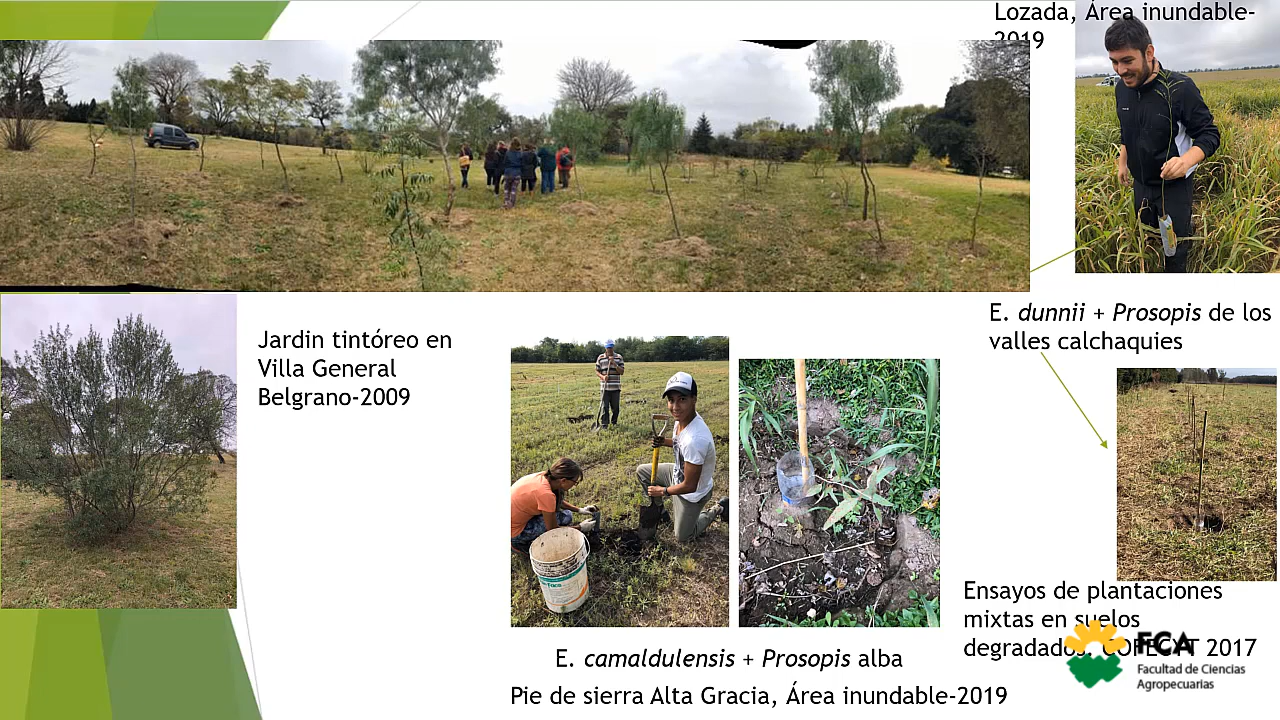 Lozada, Área inundable-
2019
Jardin tintóreo en
Villa General
Belgrano-2009
E. dunnii + Prosopis de los
valles calchaquies
Ensayos de plantaciones
mixtas en suelos
degradados. COFECYT 2017
E. camaldulensis + Prosopis alba
Pie de sierra Alta Gracia, Área inundable-2019
FCA
Facultad de Ciencias
Agropecuarias